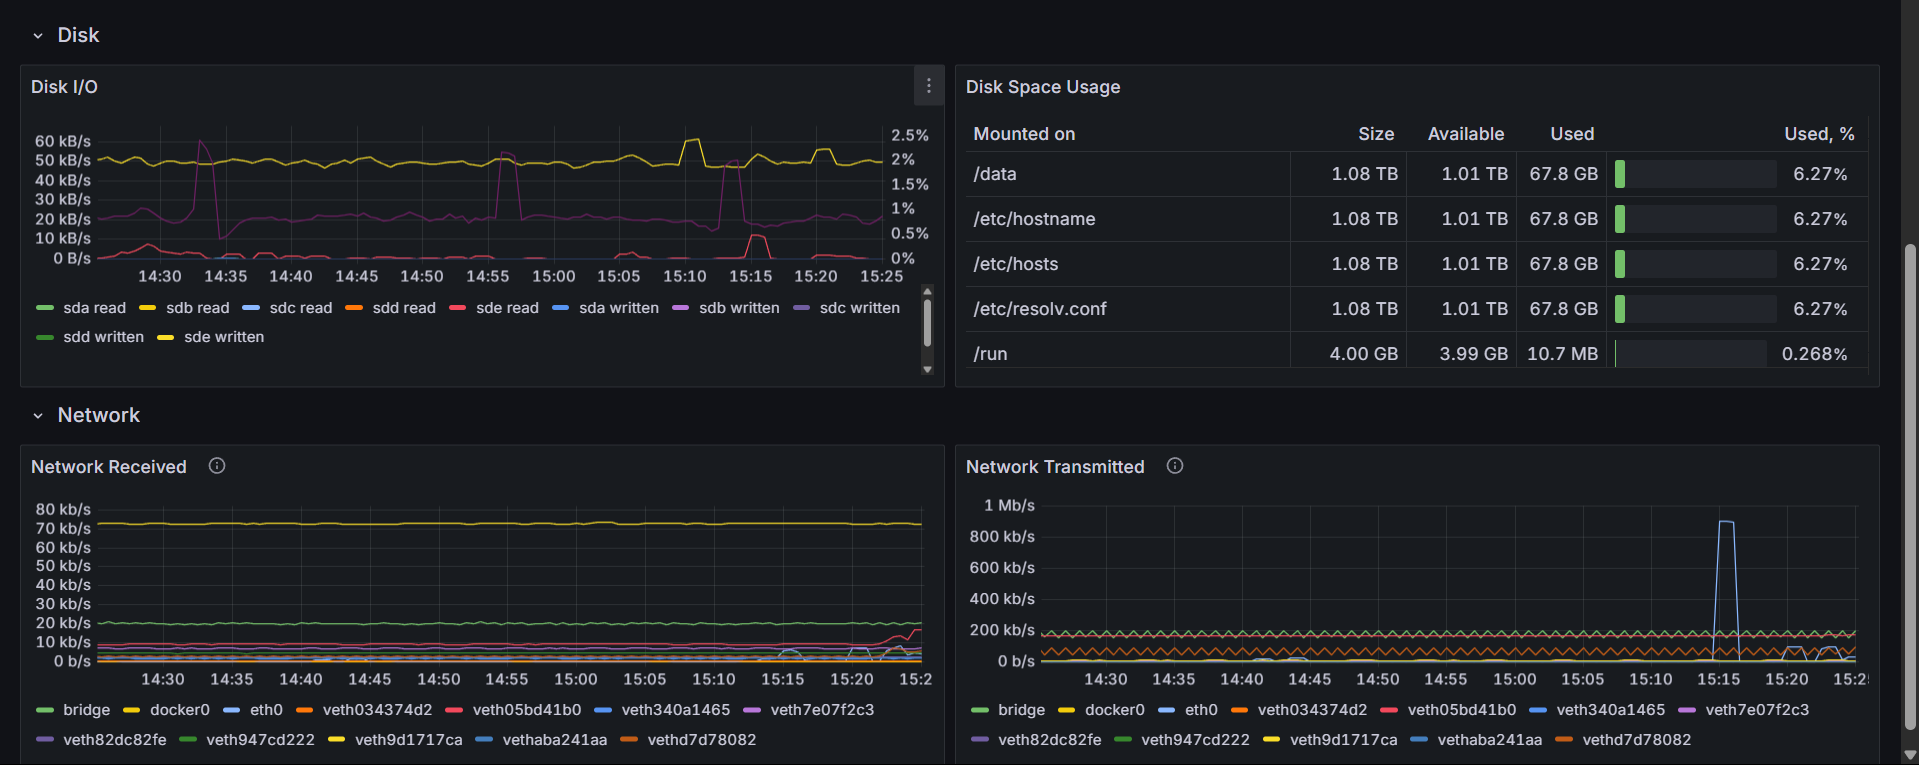 Disk
Disk I/O
60 kB/s
50 kB/s
40 kB/s
30 kB/s
20 kB/s
10 kB/s
0 B/s
2.5%
2%
1.5%
1%
0.5%
0%
14:30 14:35 14:40 14:45 14:50 14:55 15:00 15:05 15:10 15:15 15:20 15:25
sda read sdb read sdc read sdd read sde read sda written sdb written sdc written
sdd written sde written
Disk Space Usage
Mounted on Size Available Used Used, %
/data 1.08 TB 1.01 TB 67.8 GB 6.27%
/etc/hostname 1.08 TB 1.01 TB 67.8 GB 6.27%
/etc/hosts 1.08 TB 1.01 TB 67.8 GB 6.27%
/etc/resolv.conf 1.08 TB 1.01 TB 67.8 GB 6.27%
/run 4.00 GB 3.99 GB 10.7 MB 0.268%
Network
Network Received
80 kb/s
70 kb/s
60 kb/s
50 kb/s
40 kb/s
30 kb/s
20 kb/s
10 kb/s
0 b/s
14:30 14:35 14:40 14:45 14:50 14:55 15:00 15:05 15:10 15:15 15:20 15:2
bridge docker0 eth0 veth034374d2 veth05bd41b0 veth340a1465 veth7e07f2c3
veth82dc82fe veth947cd222 veth9d1717ca vethaba241aa vethd7d78082
Network Transmitted
1 Mb/s
800 kb/s
600 kb/s
400 kb/s
200 kb/s
0 b/s
14:30 14:35 14:40 14:45 14:50 14:55 15:00 15:05 15:10 15:15 15:20 15:25
bridge docker0 eth0 veth034374d2 veth05bd41b0 veth340a1465 veth7e07f2c3
veth82dc82fe veth947cd222 veth9d1717ca vethaba241aa vethd7d78082